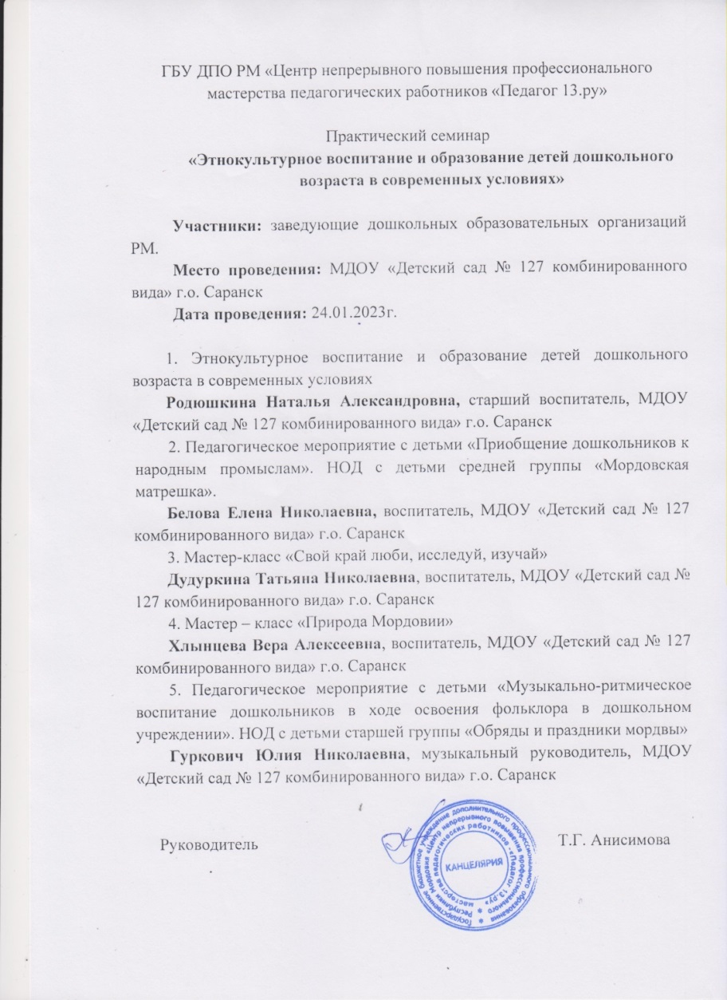 ГБУ ДПО РМ «Центр непрерывного повышения профессионального
мастерства педагогических работников «Педагог 13.ру»
Практический семинар
«Этнокультурное воспитание и образование детей дошкольного
возраста в современных условиях»
Участники: заведующие дошкольных образовательных организаций
РМ.
Место проведения: МДОУ «Детский сад № 127 комбинированного
вида» г.о. Саранск
Дата проведения: 24.01.2023г.
1. Этнокультурное воспитание и образование детей дошкольного
возраста в современных условиях
Родюшкина Наталья Александровна, старший воспитатель, МДОУ
«Детский сад № 127 комбинированного вида» г.о. Саранск
2. Педагогическое мероприятие с детьми «Приобщение дошкольников к
народным промыслам». НОД с детьми средней группы «Мордовская
матрешка».
Белова Елена Николаевна, воспитатель, МДОУ «Детский сад № 127
комбинированного вида» г.о. Саранск
3. Мастер-класс «Свой край люби, исследуй, изучай»
Дудуркина Татьяна Николаевна, воспитатель, МДОУ «Детский сад №
127 комбинированного вида» г.о. Саранск
4. Мастер – класс «Природа Мордовии»
Хлынцева Вера Алексеевна, воспитатель, МДОУ «Детский сад № 127
комбинированного вида» г.о. Саранск
5. Педагогическое мероприятие с детьми «Музыкально-ритмическое
воспитание дошкольников в ходе освоения фольклора в дошкольном
учреждении». НОД с детьми старшей группы «Обряды и праздники мордвы»
Гуркович Юлия Николаевна, музыкальный руководитель, МДОУ
«Детский сад № 127 комбинированного вида» г.о. Саранск
Руководитель
Т.Г. Анисимова
Государственное бюджетное учреждение дополнительного профессионального образования
Республики Мордовия «Центр непрерывного повышения профессионального
мастерства педагогических работников - «Педагог 13.ру»
КАНЦЕЛЯРИЯ